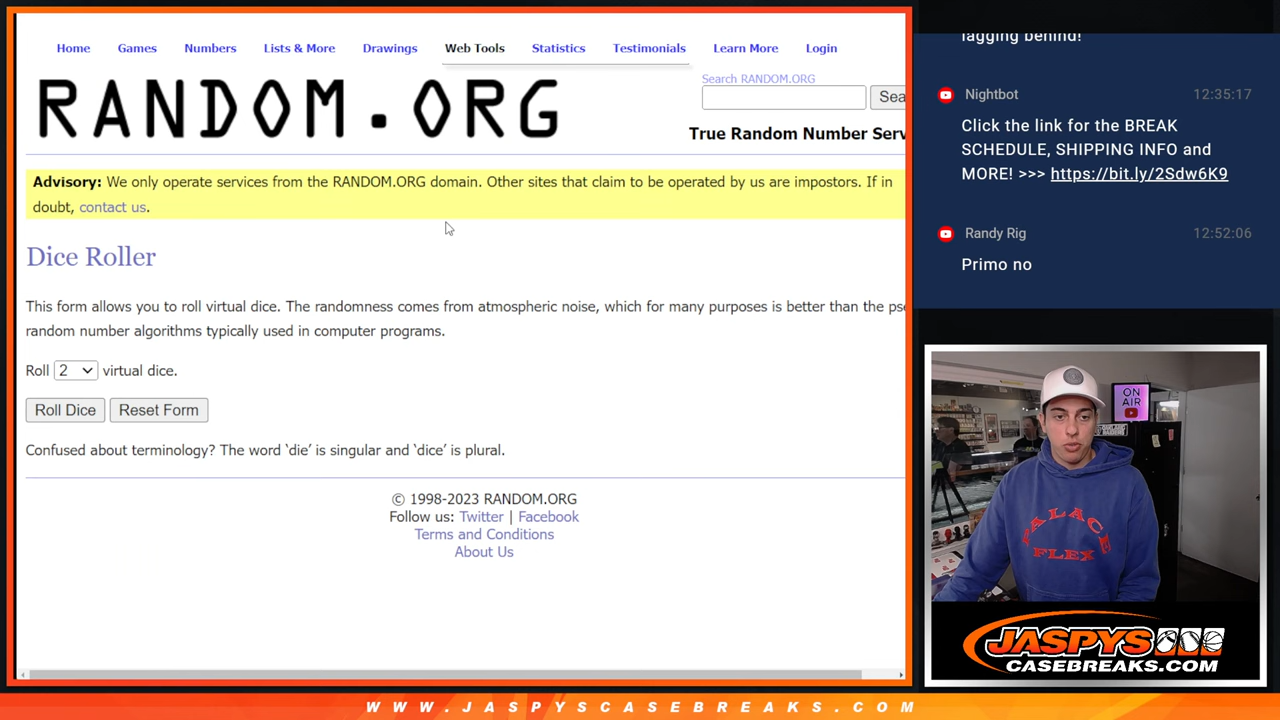 Home Games Numbers Lists & More Drawings Web Tools Statistics Testimonials Learn More Login
RANDOM.ORG
Search RANDOM.ORG
Sea
True Random Number Serv
Advisory: We only operate services from the RANDOM.ORG domain. Other sites that claim to be operated by us are impostors. If in
doubt, contact us.
Dice Roller
This form allows you to roll virtual dice. The randomness comes from atmospheric noise, which for many purposes is better than the pse
random number algorithms typically used in computer programs.
Roll 2 virtual dice.
Roll Dice Reset Form
Confused about terminology? The word ‘die’ is singular and ‘dice’ is plural.
© 1998-2023 RANDOM.ORG
Follow us: Twitter | Facebook
Terms and Conditions
About Us
lagging behind!
Nightbot 12:35:17
Click the link for the BREAK
SCHEDULE, SHIPPING INFO and
MORE! >>> https://bit.ly/2Sdw6K9
Randy Rig 12:52:06
Primo no
ON
AIR
PALACE
FLEX
JASPYS
CASEBREAKS.COM
WWW.JASPYSCASEBREAKS.COM